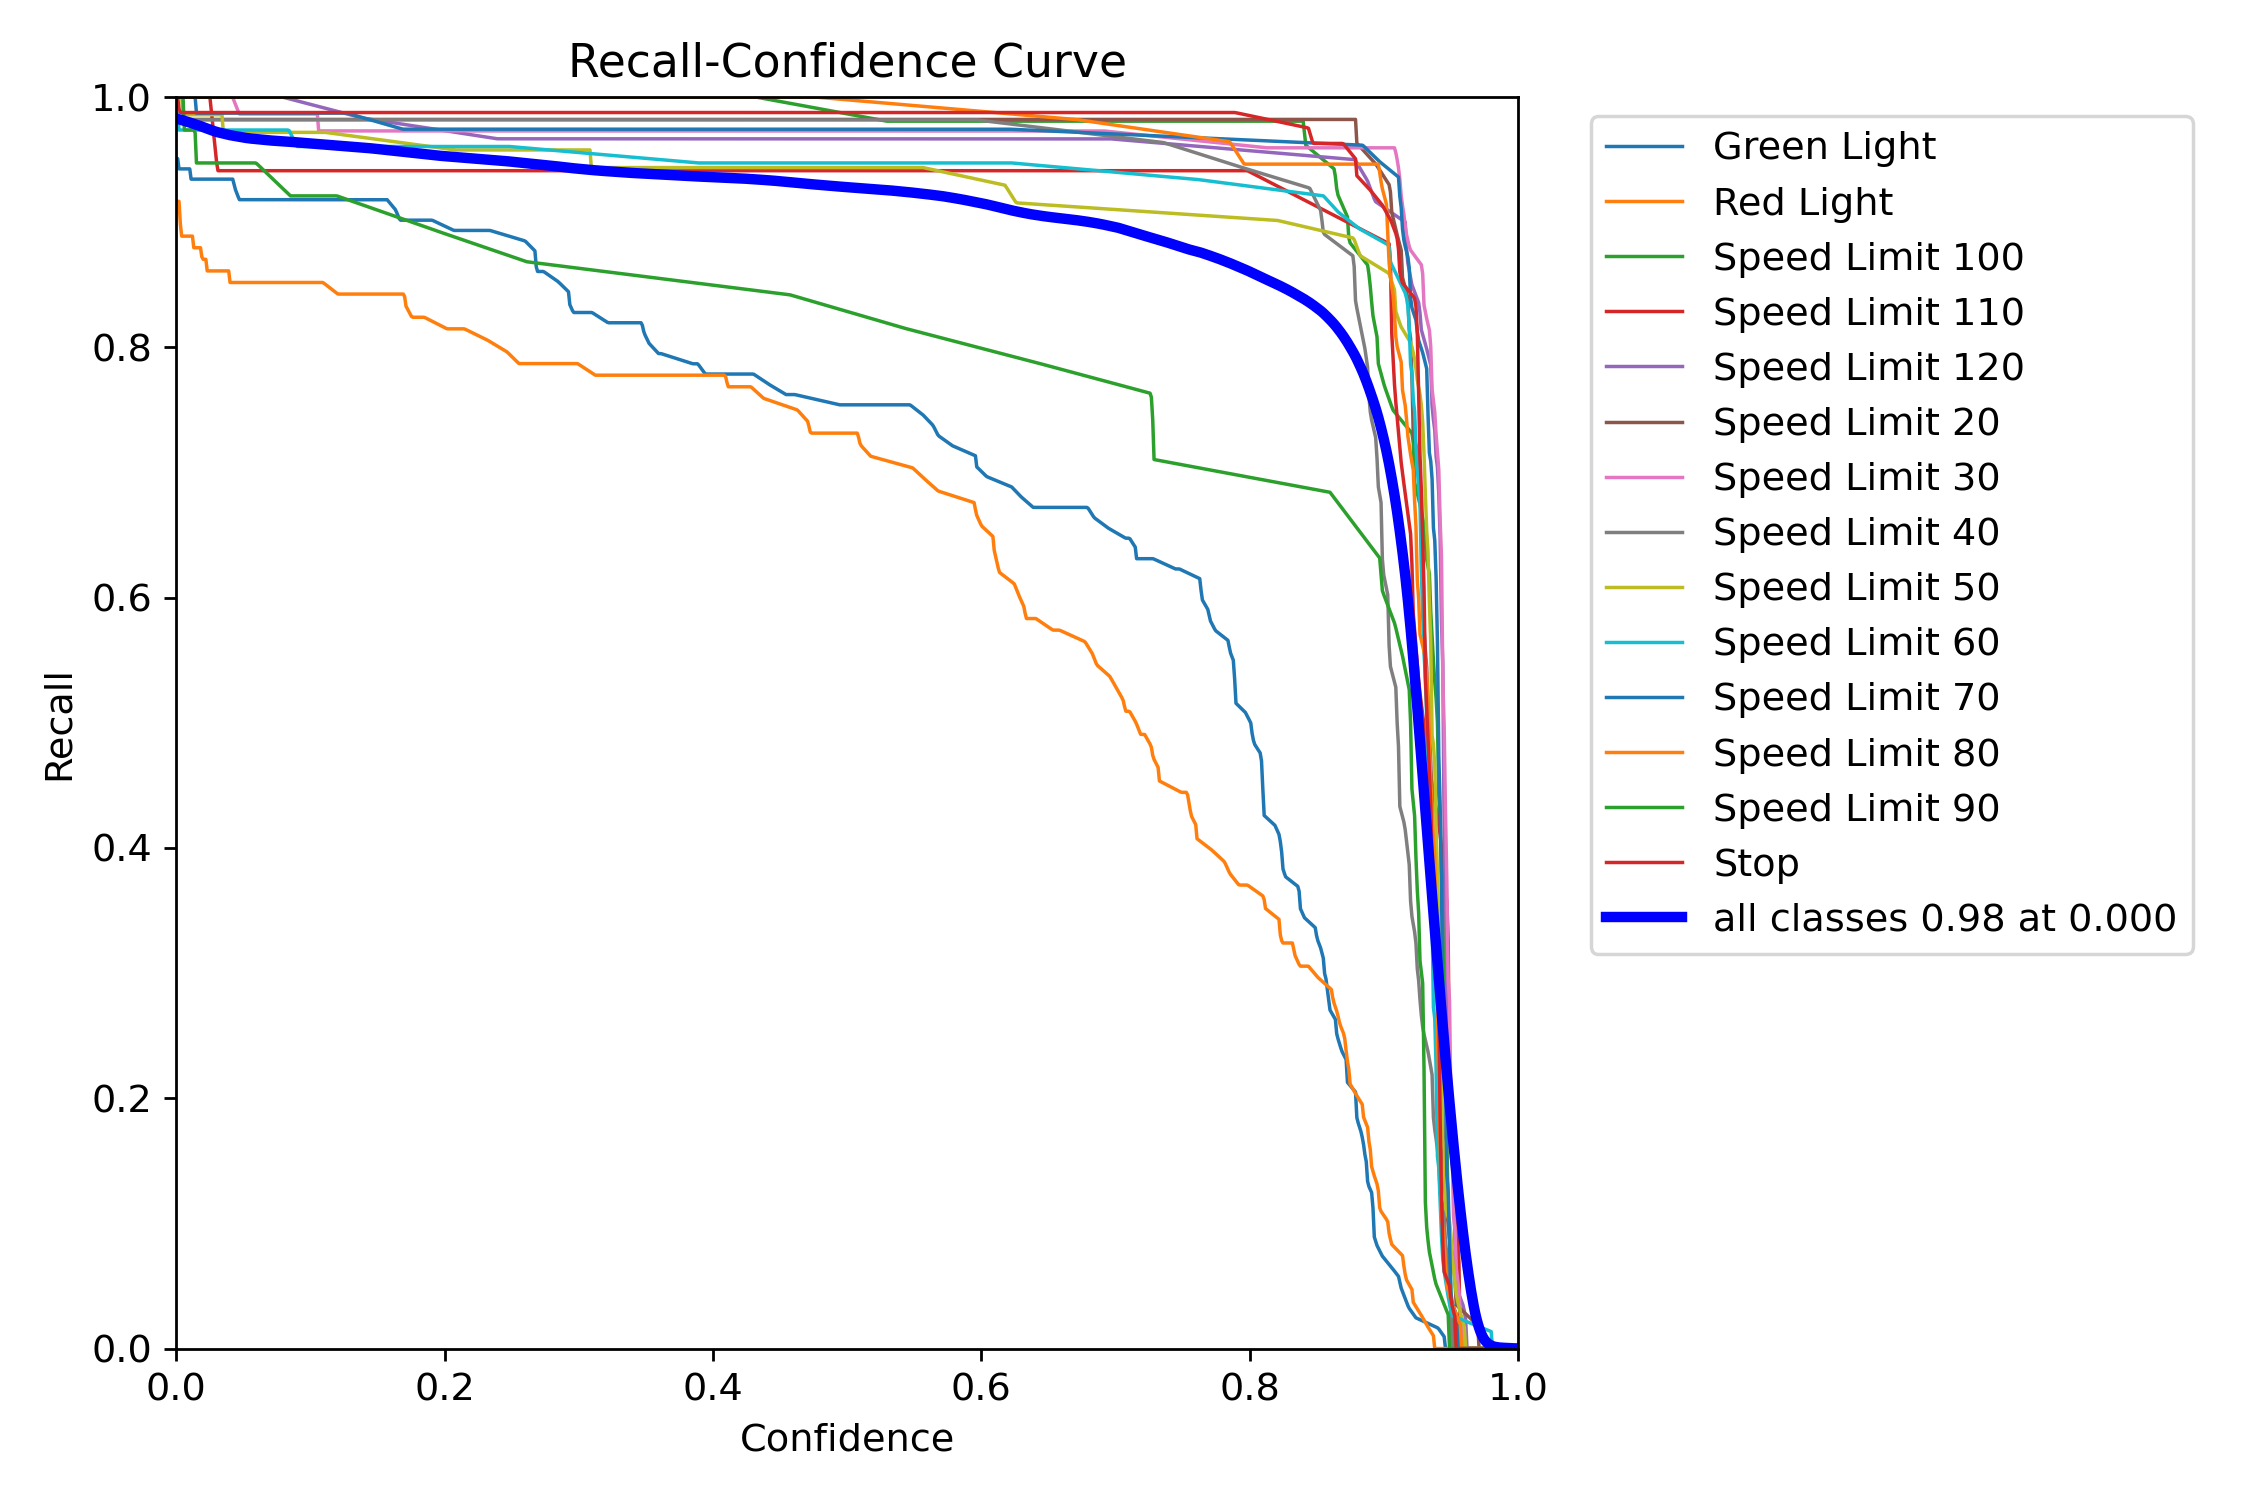 Recall-Confidence Curve
1.0
0.8
0.6
0.4
0.2
0.0
Recall
0.0 0.2 0.4 0.6 0.8 1.0
Confidence
Green Light
Red Light
Speed Limit 100
Speed Limit 110
Speed Limit 120
Speed Limit 20
Speed Limit 30
Speed Limit 40
Speed Limit 50
Speed Limit 60
Speed Limit 70
Speed Limit 80
Speed Limit 90
Stop
all classes 0.98 at 0.000